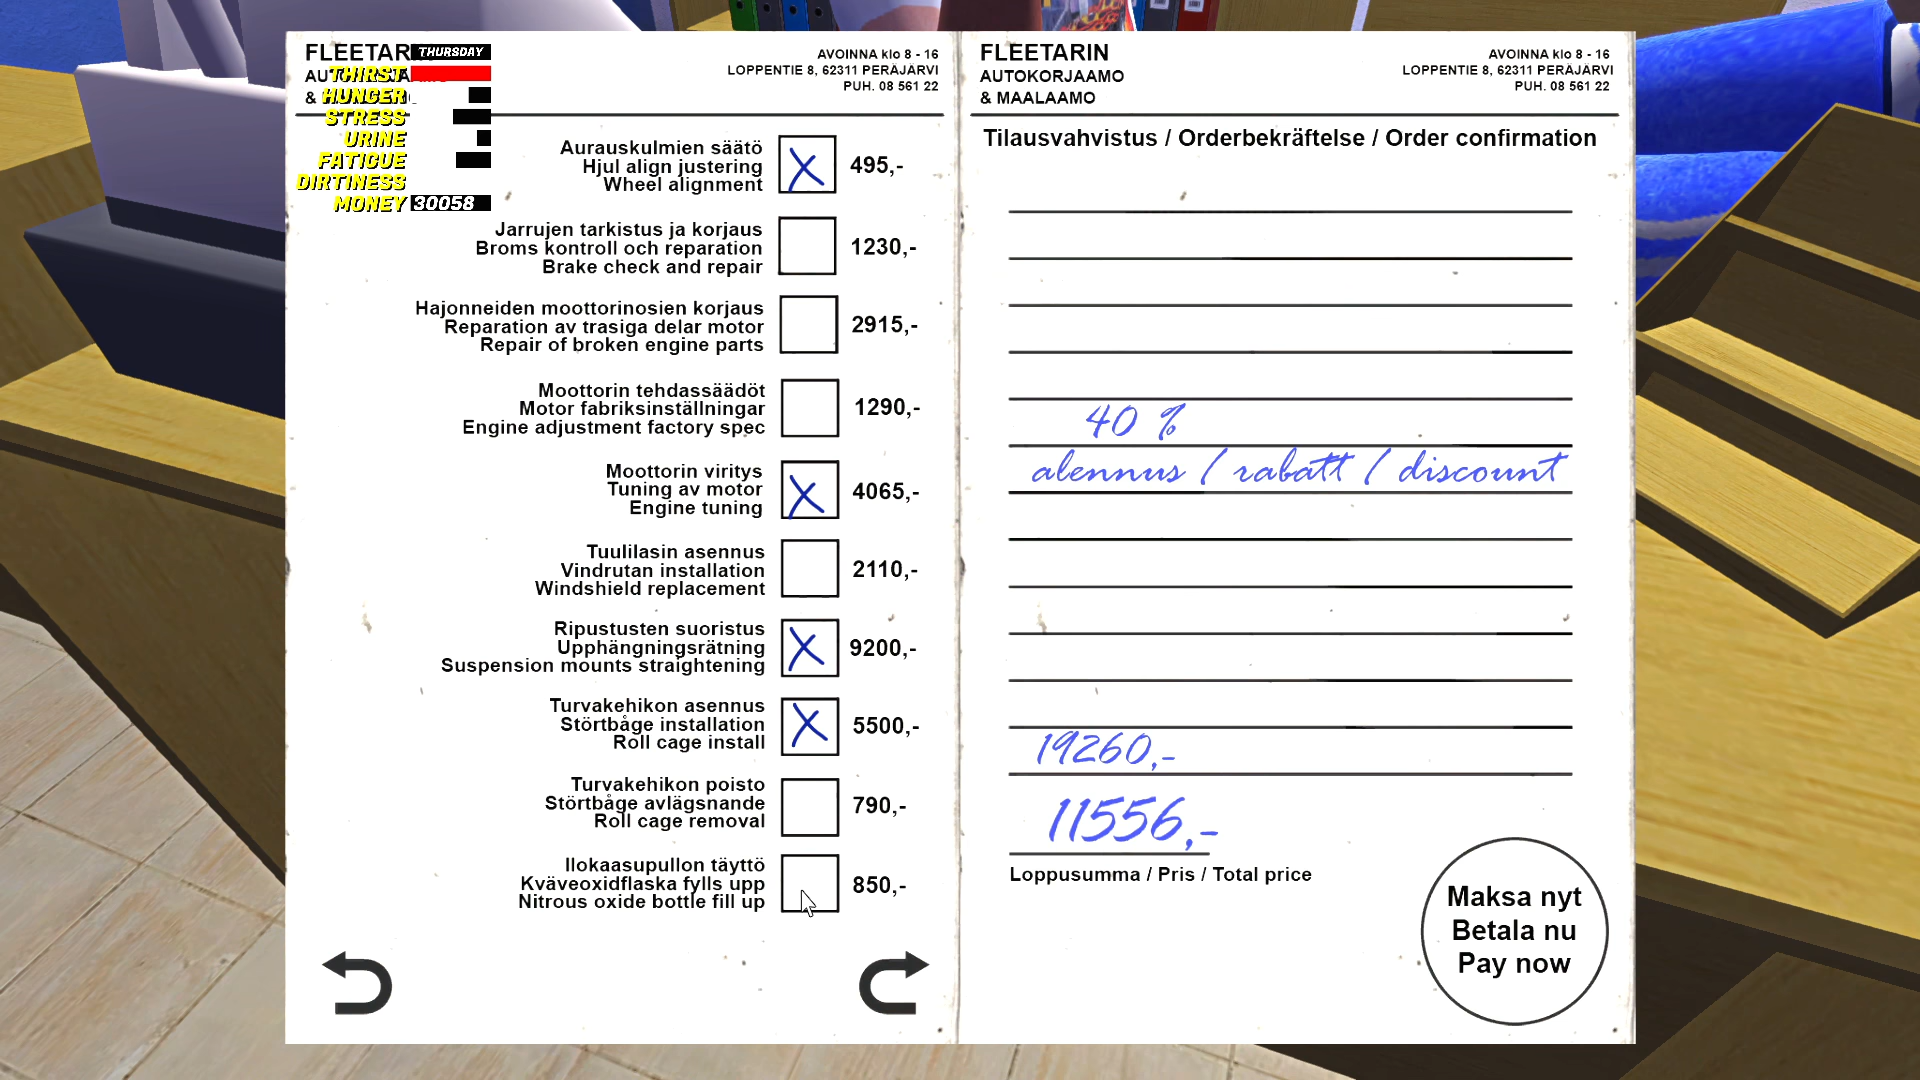 FLEETAR
THURSDAY
THIRST
& HUNGER
STRESS
URINE
FATIGUE
DIRTINESS
MONEY 30058
AVOINNA klo 8 - 16
LOPPENTIE 8, 62311 PERÄJÄRVI
PUH. 08 561 22
Aurauskulmien säätö
Hjul align justering
Wheel alignment
X 495,-
Jarrujen tarkistus ja korjaus
Broms kontroll och reparation
Brake check and repair
1230,-
Hajonneiden moottorinosien korjaus
Reparation av trasiga delar motor
Repair of broken engine parts
2915,-
Moottorin tehdassäädöt
Motor fabriksinställningar
Engine adjustment factory spec
1290,-
Moottorin viritys
Tuning av motor
Engine tuning
X 4065,-
Tuulilasin asennus
Vindrutan installation
Windshield replacement
2110,-
Ripustusten suoristus
Upphängningsrätning
Suspension mounts straightening
X 9200,-
Turvakehikon asennus
Störtbåge installation
Roll cage install
X 5500,-
Turvakehikon poisto
Störtbåge avlägsnande
Roll cage removal
790,-
Ilokaasupullon täyttö
Kväveoxidflaska fylls upp
Nitrous oxide bottle fill up
850,-
FLEETARIN
AUTOKORJAAMO
& MAALAAMO
AVOINNA klo 8 - 16
LOPPENTIE 8, 62311 PERÄJÄRVI
PUH. 08 561 22
Tilausvahvistus / Orderbekräftelse / Order confirmation
40 %
alennus / rabatt / discount
19260,-
11556,-
Loppusumma / Pris / Total price
Maksa nyt
Betala nu
Pay now